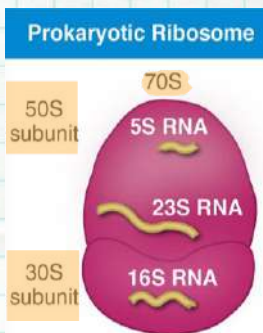 Prokaryotic Ribosome
70S
50S
subunit
5S RNA
23S RNA
30S
subunit
16S RNA